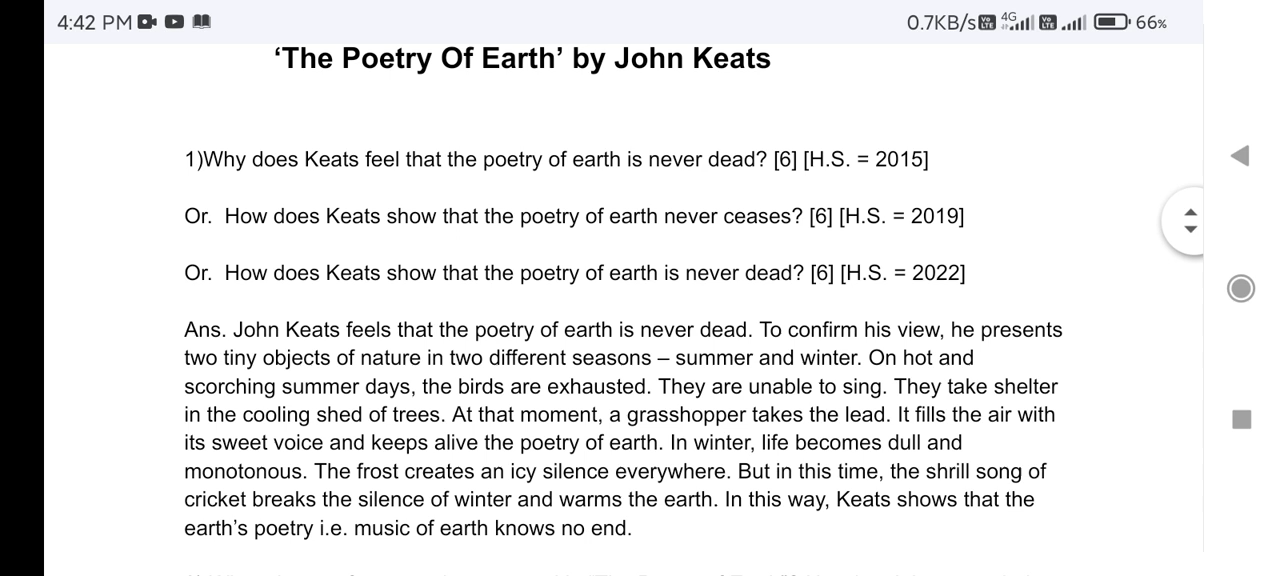 4:42 PM
0.7KB/s Vo LTE 4G Vo LTE 66%
‘The Poetry Of Earth’ by John Keats
1)Why does Keats feel that the poetry of earth is never dead? [6] [H.S. = 2015]
Or.  How does Keats show that the poetry of earth never ceases? [6] [H.S. = 2019]
Or.  How does Keats show that the poetry of earth is never dead? [6] [H.S. = 2022]
Ans. John Keats feels that the poetry of earth is never dead. To confirm his view, he presents
two tiny objects of nature in two different seasons – summer and winter. On hot and
scorching summer days, the birds are exhausted. They are unable to sing. They take shelter
in the cooling shed of trees. At that moment, a grasshopper takes the lead. It fills the air with
its sweet voice and keeps alive the poetry of earth. In winter, life becomes dull and
monotonous. The frost creates an icy silence everywhere. But in this time, the shrill song of
cricket breaks the silence of winter and warms the earth. In this way, Keats shows that the
earth’s poetry i.e. music of earth knows no end.